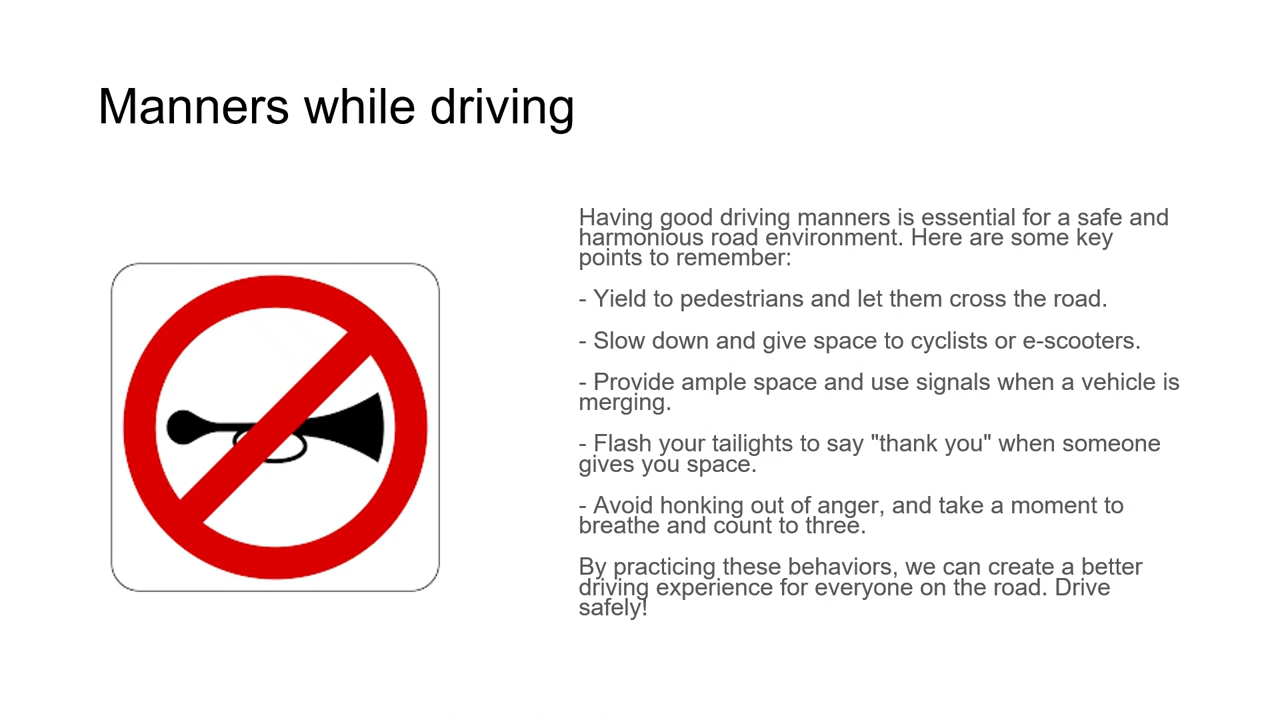 Manners while driving
Having good driving manners is essential for a safe and
harmonious road environment. Here are some key
points to remember:
- Yield to pedestrians and let them cross the road.
- Slow down and give space to cyclists or e-scooters.
- Provide ample space and use signals when a vehicle is
merging.
- Flash your tailights to say "thank you" when someone
gives you space.
- Avoid honking out of anger, and take a moment to
breathe and count to three.
By practicing these behaviors, we can create a better
driving experience for everyone on the road. Drive
safely!